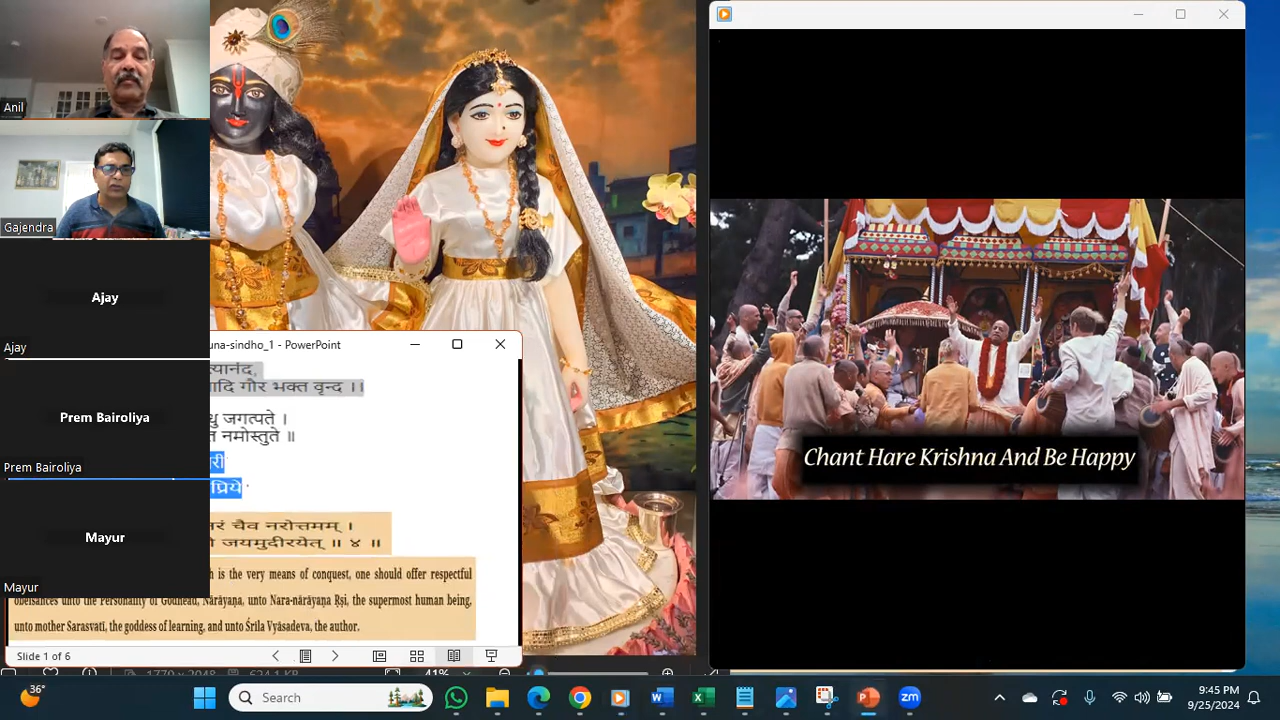 Anil
Gajendra
Ajay
Ajay
Prem Bairoliya
Prem Bairoliya
Mayur
Mayur
una-sindho_1 - PowerPoint
गौर भक्त वृन्द ।।
जगत्पते ।
नमोस्तुते ॥
चैव नरोत्तमम् ।
जयमुदीरयेत् ॥ ४ ॥
is the very means of conquest, one should offer respectful
obeisances unto the Personality of Godhead, Nārāyaṇa, unto Nara-nārāyaṇa Ṛṣi, the supermost human being,
unto mother Sarasvatī, the goddess of learning, and unto Śrīla Vyāsadeva, the author.
Slide 1 of 6
Chant Hare Krishna And Be Happy
36°
Search
9:45 PM
9/25/2024